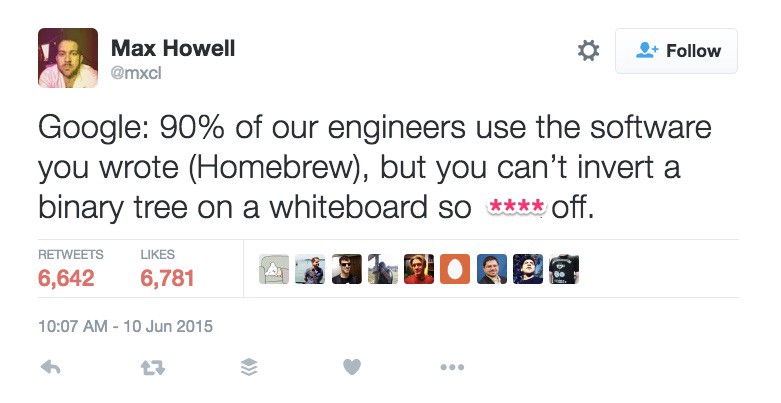 Max Howell
@mxcl
Follow
Google: 90% of our engineers use the software
you wrote (Homebrew), but you can’t invert a
binary tree on a whiteboard so **** off.
RETWEETS
6,642
LIKES
6,781
10:07 AM - 10 Jun 2015